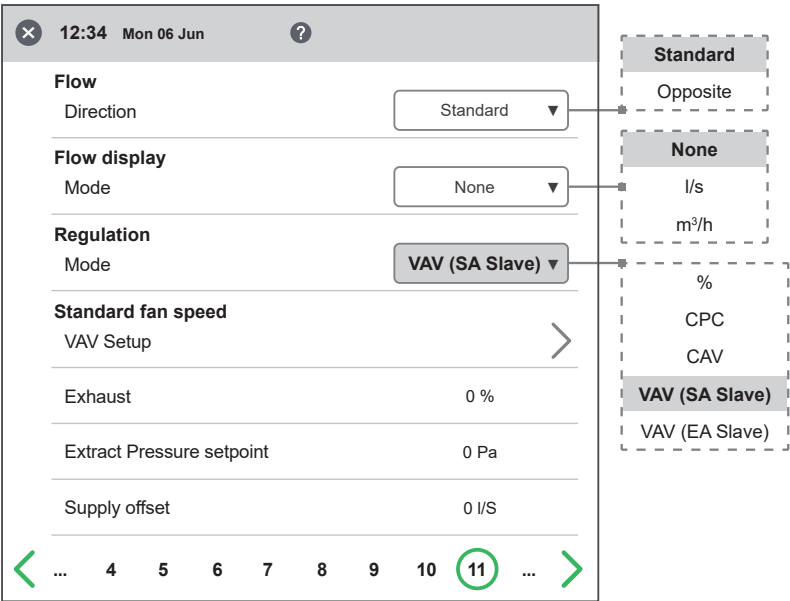 12:34 Mon 06 Jun ?
Flow
Direction
Standard ▼
Flow display
Mode
None ▼
Regulation
Mode
VAV (SA Slave) ▼
Standard fan speed
VAV Setup
Exhaust
0 %
Extract Pressure setpoint
0 Pa
Supply offset
0 l/S
... 4 5 6 7 8 9 10 11 ...
Standard
Opposite
None
l/s
m³/h
%
CPC
CAV
VAV (SA Slave)
VAV (EA Slave)